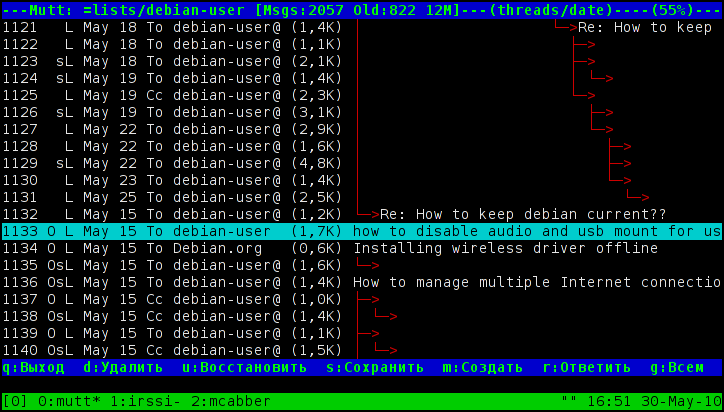 ---Mutt: =lists/debian-user [Msgs:2057 Old:822 12M]---(threads/date)----(55%)---
1121 L May 18 To debian-user@ (1,4K) Re: How to keep
1122 L May 18 To debian-user@ (1,1K)
1123 sL May 18 To debian-user@ (2,1K)
1124 sL May 19 To debian-user@ (1,4K)
1125 L May 19 Cc debian-user@ (2,3K)
1126 sL May 19 To debian-user@ (3,1K)
1127 L May 22 To debian-user@ (2,9K)
1128 L May 22 To debian-user@ (1,6K)
1129 sL May 22 To debian-user@ (4,8K)
1130 L May 23 To debian-user@ (1,4K)
1131 L May 25 To debian-user@ (2,5K)
1132 L May 15 To debian-user@ (1,2K) Re: How to keep debian current??
1133 O L May 15 To debian-user (1,7K) how to disable audio and usb mount for us
1134 O L May 15 To Debian.org (0,6K) Installing wireless driver offline
1135 OsL May 15 To debian-user@ (1,6K)
1136 OsL May 15 To debian-user@ (1,4K) How to manage multiple Internet connectio
1137 O L May 15 Cc debian-user@ (1,0K)
1138 OsL May 15 Cc debian-user@ (1,4K)
1139 O L May 15 To debian-user@ (1,1K)
1140 OsL May 15 Cc debian-user@ (1,5K)
q:Выход d:Удалить u:Восстановить s:Сохранить m:Создать r:Ответить g:Всем
[0] 0:mutt* 1:irssi- 2:mcabber "" 16:51 30-May-10